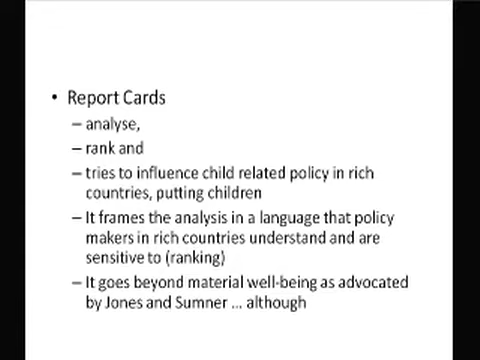 • Report Cards
– analyse,
– rank and
– tries to influence child related policy in rich
countries, putting children
– It frames the analysis in a language that policy
makers in rich countries understand and are
sensitive to (ranking)
– It goes beyond material well-being as advocated
by Jones and Sumner ... although